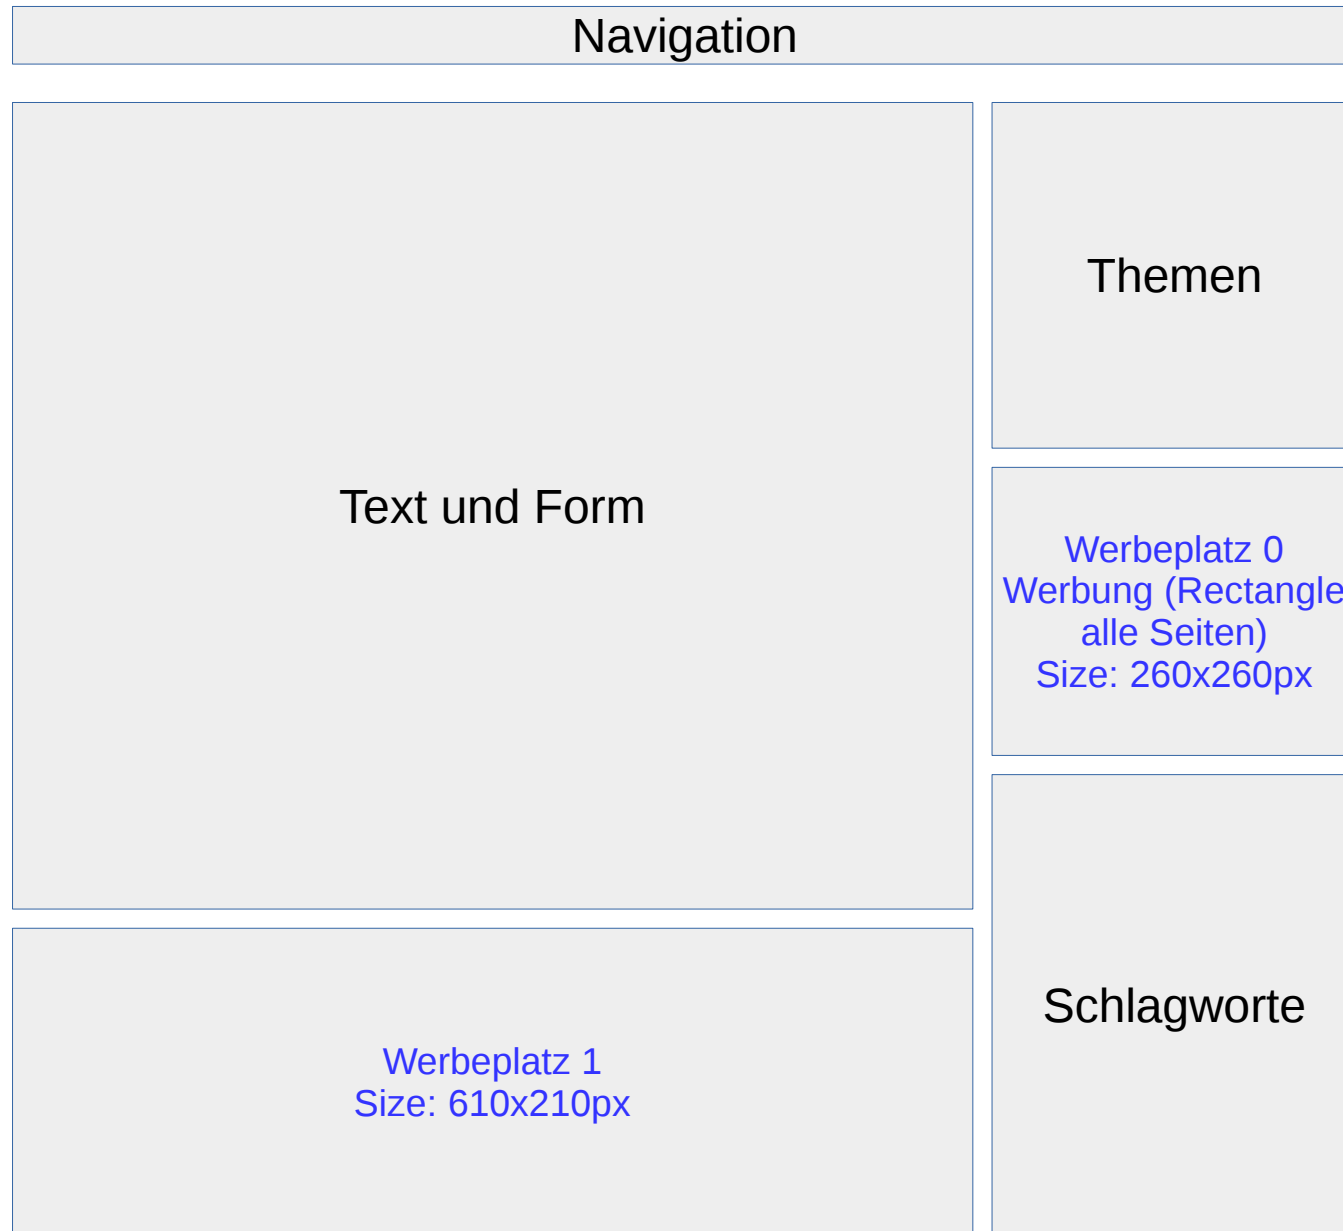 Navigation
Text und Form
Themen
Werbeplatz 0
Werbung (Rectangle
alle Seiten)
Size: 260x260px
Schlagworte
Werbeplatz 1
Size: 610x210px